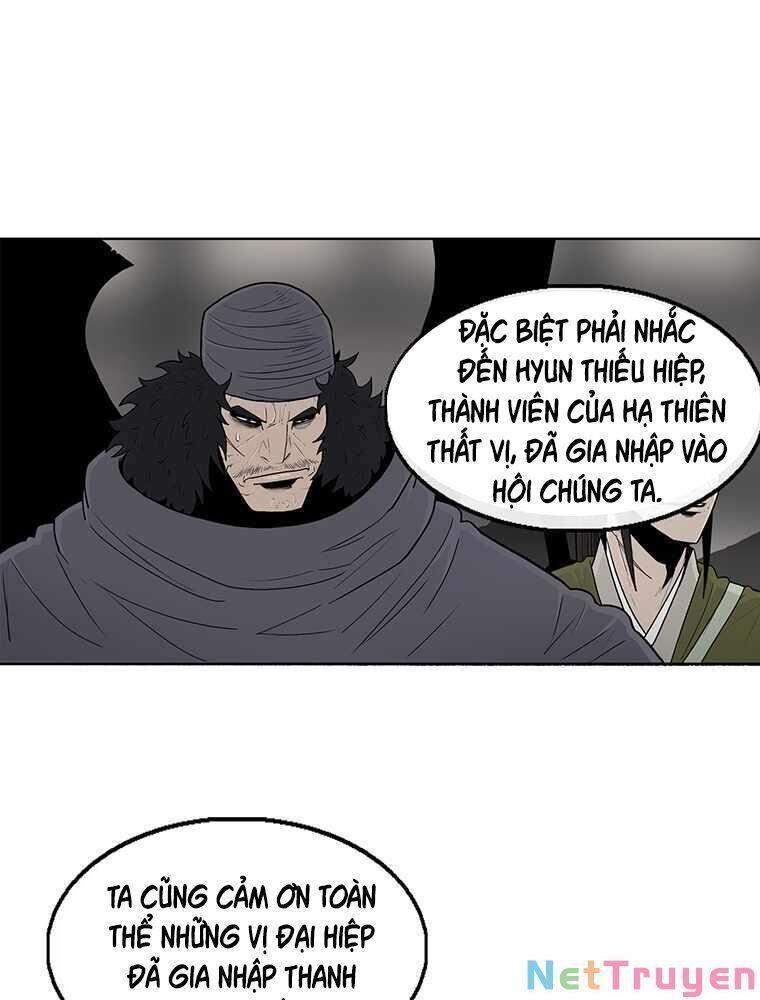 ĐẶC BIỆT PHẢI NHẮC
ĐẾN HYUN THIẾU HIỆP,
THÀNH VIÊN CỦA HẠ THIÊN
THẤT VỊ, ĐÃ GIA NHẬP VÀO
HỘI CHÚNG TA.
TA CŨNG CẢM ƠN TOÀN
THỂ NHỮNG VỊ ĐẠI HIỆP
ĐÃ GIA NHẬP THANH
NetTruyen